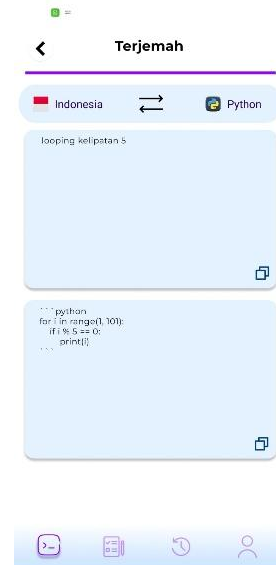 Terjemah
Indonesia
Python
looping kelipatan 5
```python
for i in range(1, 101):
    if i % 5 == 0:
        print(i)
```